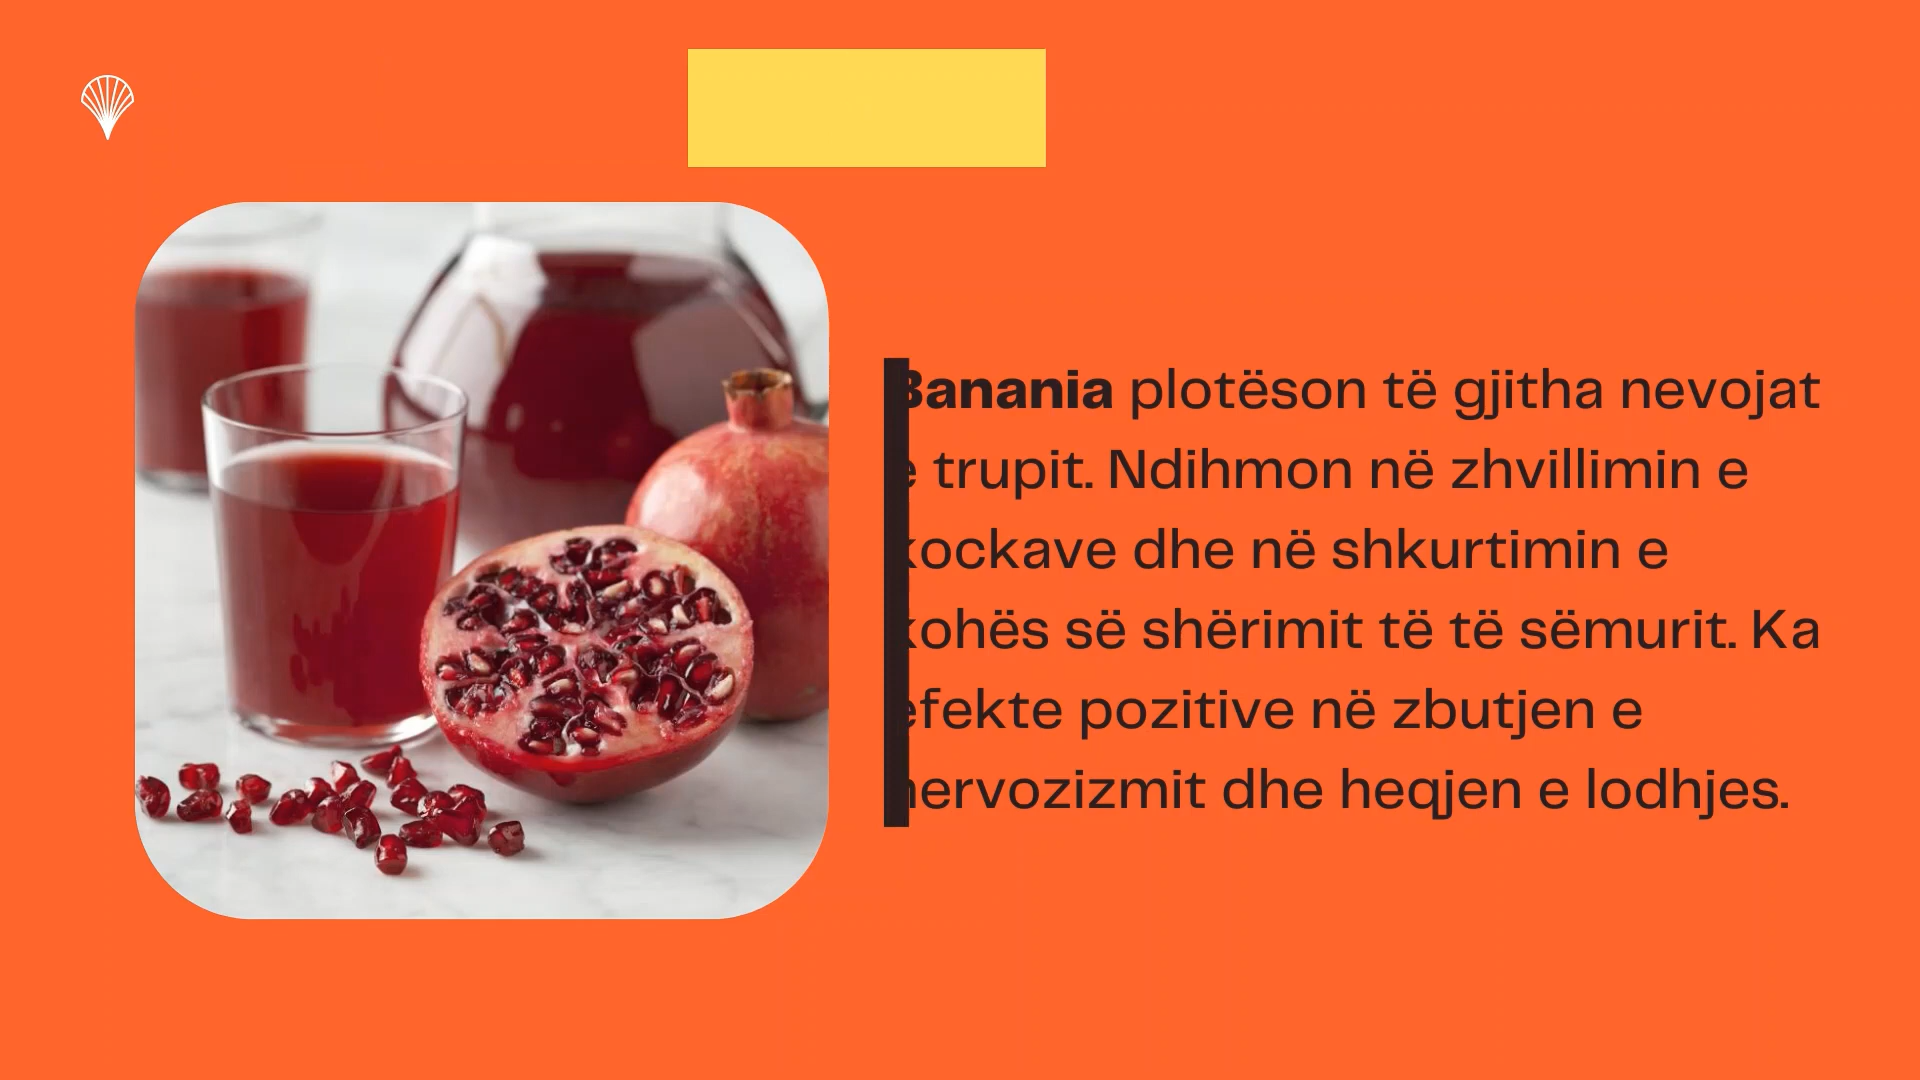 Banania plotëson të gjitha nevojat
e trupit. Ndihmon në zhvillimin e
kockave dhe në shkurtimin e
kohës së shërimit të të sëmurit. Ka
efekte pozitive në zbutjen e
nervozizmit dhe heqjen e lodhjes.